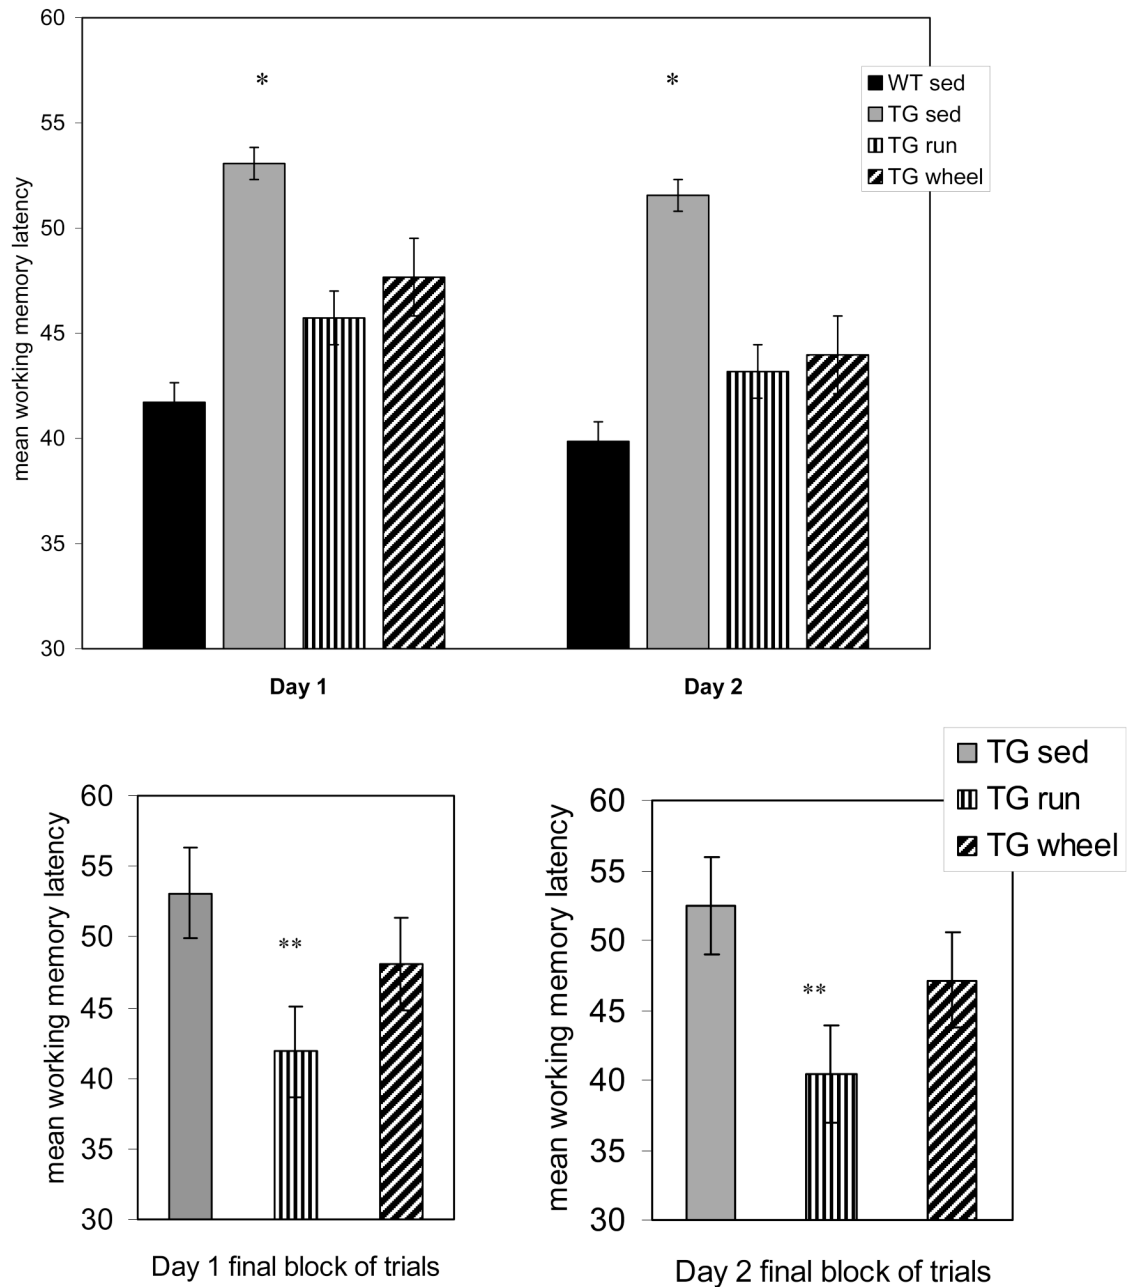 60
55
50
45
40
35
30
mean working memory latency
*
*
WT sed
TG sed
TG run
TG wheel
Day 1
Day 2
TG sed
TG run
TG wheel
60
55
50
45
40
35
30
mean working memory latency
**
Day 1 final block of trials
60
55
50
45
40
35
30
mean working memory latency
**
Day 2 final block of trials